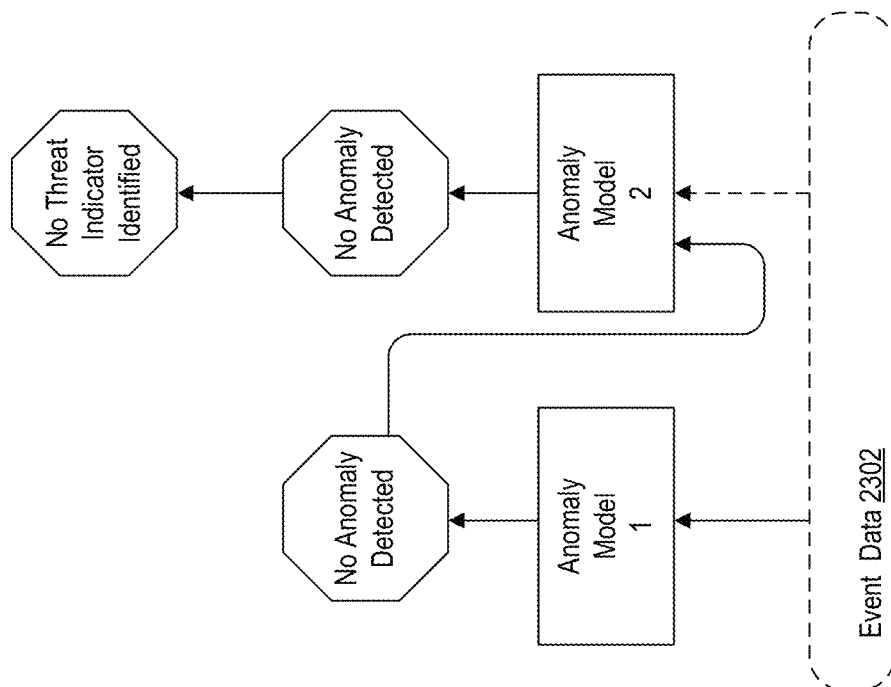 No Threat
Indicator
Identified
No Anomaly
Detected
Anomaly
Model
2
No Anomaly
Detected
Anomaly
Model
1
Event Data 2302